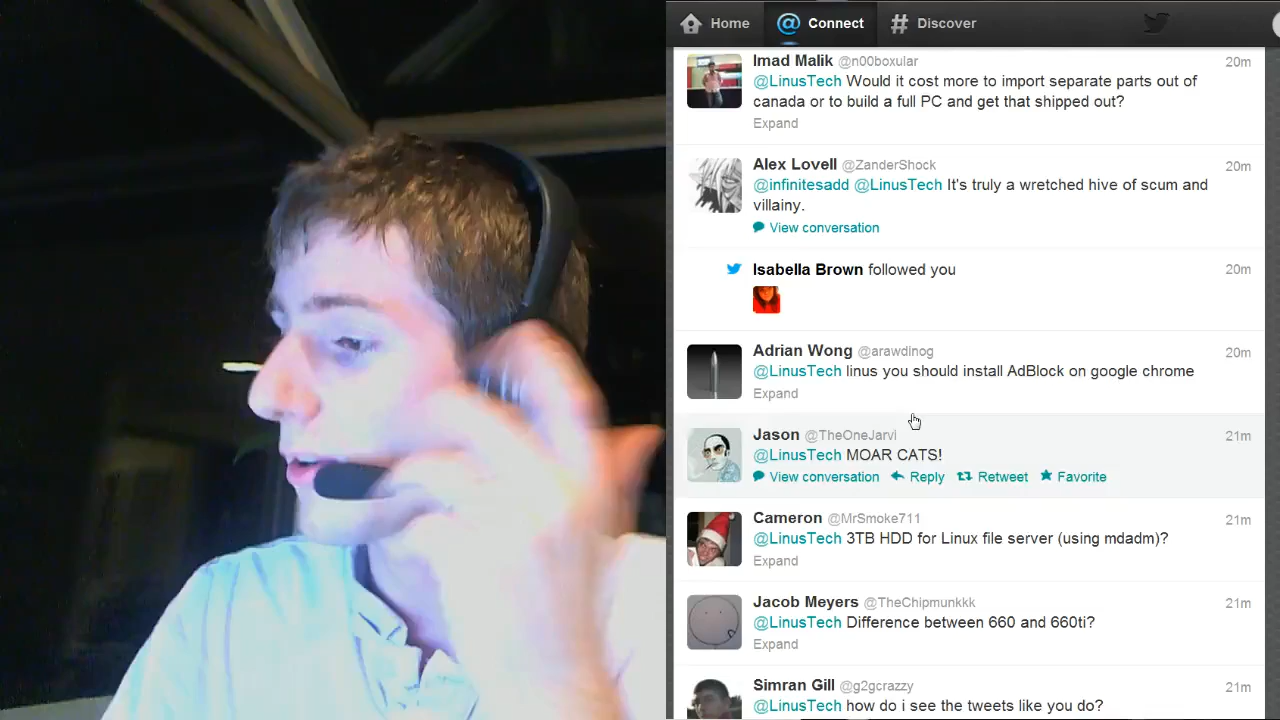 Home
Connect
Discover
Imad Malik @n00boxular 20m
@LinusTech Would it cost more to import separate parts out of
canada or to build a full PC and get that shipped out?
Expand
Alex Lovell @ZanderShock 20m
@infinitesadd @LinusTech It's truly a wretched hive of scum and
villainy.
View conversation
Isabella Brown followed you 20m
Adrian Wong @arawdinog 20m
@LinusTech linus you should install AdBlock on google chrome
Expand
Jason @TheOneJarvi 21m
@LinusTech MOAR CATS!
View conversation Reply Retweet Favorite
Cameron @MrSmoke711 21m
@LinusTech 3TB HDD for Linux file server (using mdadm)?
Expand
Jacob Meyers @TheChipmunkkk 21m
@LinusTech Difference between 660 and 660ti?
Expand
Simran Gill @g2gcrazzy 21m
@LinusTech how do i see the tweets like you do?